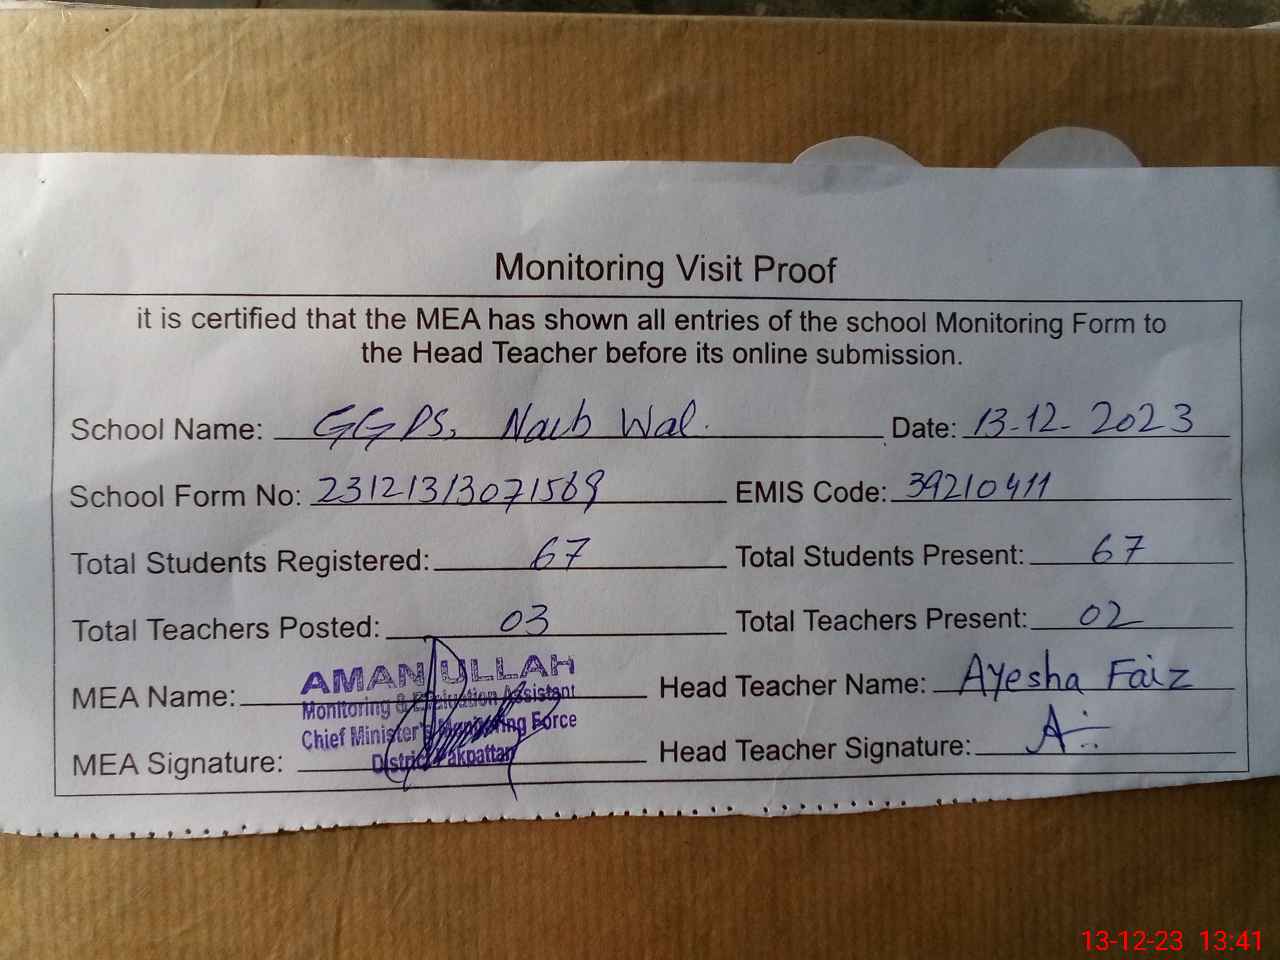 Monitoring Visit Proof
it is certified that the MEA has shown all entries of the school Monitoring Form to
the Head Teacher before its online submission.
School Name: GGPS, Naib Wal. Date: 13-12-2023
School Form No: 23121313071569 EMIS Code: 39210411
Total Students Registered: 67 Total Students Present: 67
Total Teachers Posted: 03 Total Teachers Present: 02
MEA Name: AMAN ULLAH Head Teacher Name: Ayesha Faiz
Monitoring & Evaluation Assistant
Chief Minister's Monitoring Force
District Pakpattan
MEA Signature: Head Teacher Signature:
13-12-23 13:41